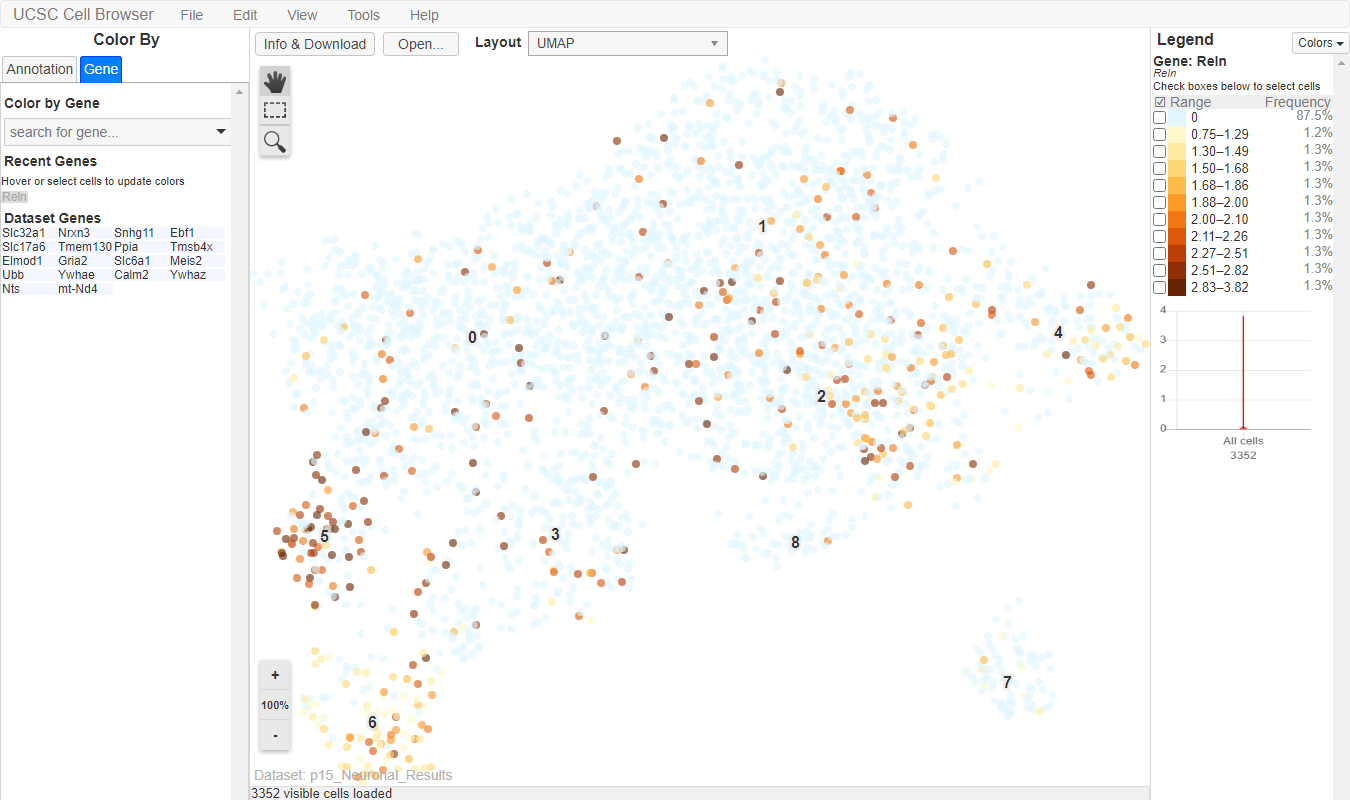 UCSC Cell Browser File Edit View Tools Help
Color By
Annotation Gene
Color by Gene
search for gene...
Recent Genes
Hover or select cells to update colors
Reln
Dataset Genes
Slc32a1 Nrxn3 Snhg11 Ebf1
Slc17a6 Tmem130 Ppia Tmsb4x
Elmod1 Gria2 Slc6a1 Meis2
Ubb Ywhae Calm2 Ywhaz
Nts mt-Nd4
Info & Download Open... Layout UMAP
1
0
4
2
5
3
8
7
6
+
100%
-
Dataset: p15_Neuronal_Results
3352 visible cells loaded
Legend Colors
Gene: Reln
Reln
Check boxes below to select cells
Range Frequency
0 87.5%
0.75–1.29 1.2%
1.30–1.49 1.3%
1.50–1.68 1.3%
1.68–1.86 1.3%
1.88–2.00 1.3%
2.00–2.10 1.3%
2.11–2.26 1.3%
2.27–2.51 1.3%
2.51–2.82 1.3%
2.83–3.82 1.3%
4
3
2
1
0
All cells
3352